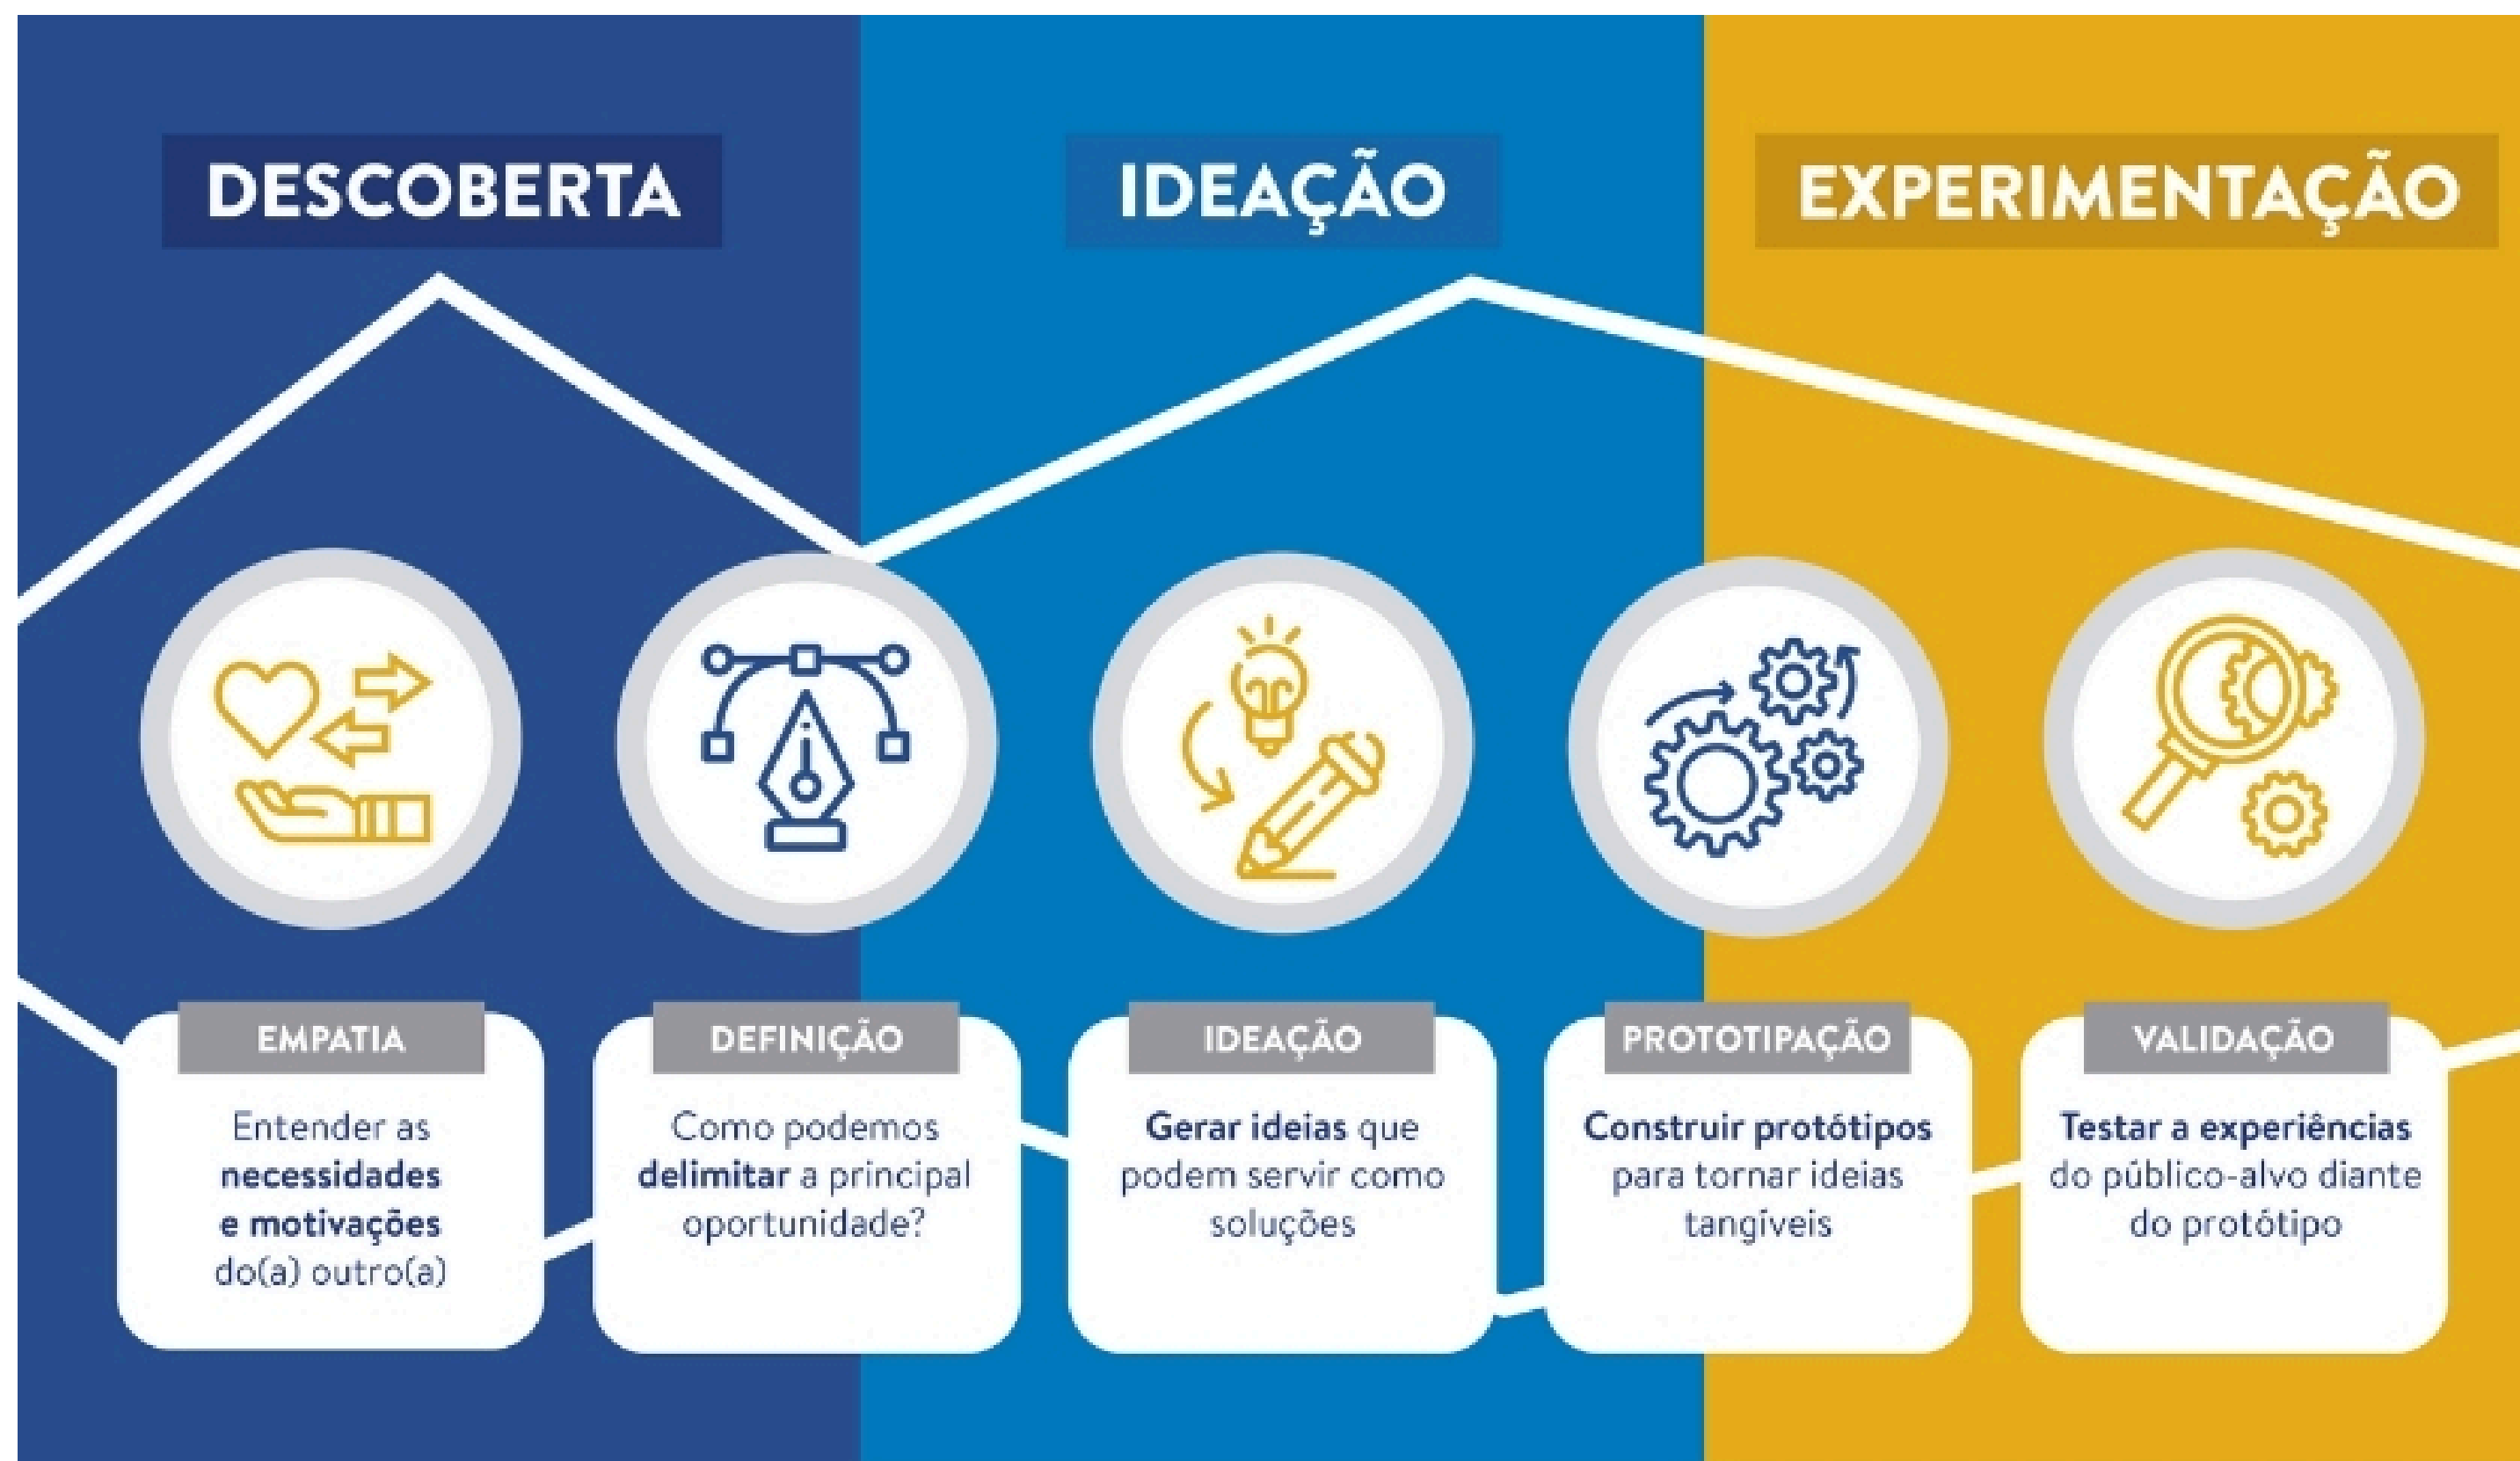 DESCOBERTA
IDEAÇÃO
EXPERIMENTAÇÃO
EMPATIA
Entender as
necessidades
e motivações
do(a) outro(a)
DEFINIÇÃO
Como podemos
delimitar a principal
oportunidade?
IDEAÇÃO
Gerar ideias que
podem servir como
soluções
PROTOTIPAÇÃO
Construir protótipos
para tornar ideias
tangíveis
VALIDAÇÃO
Testar a experiências
do público-alvo diante
do protótipo